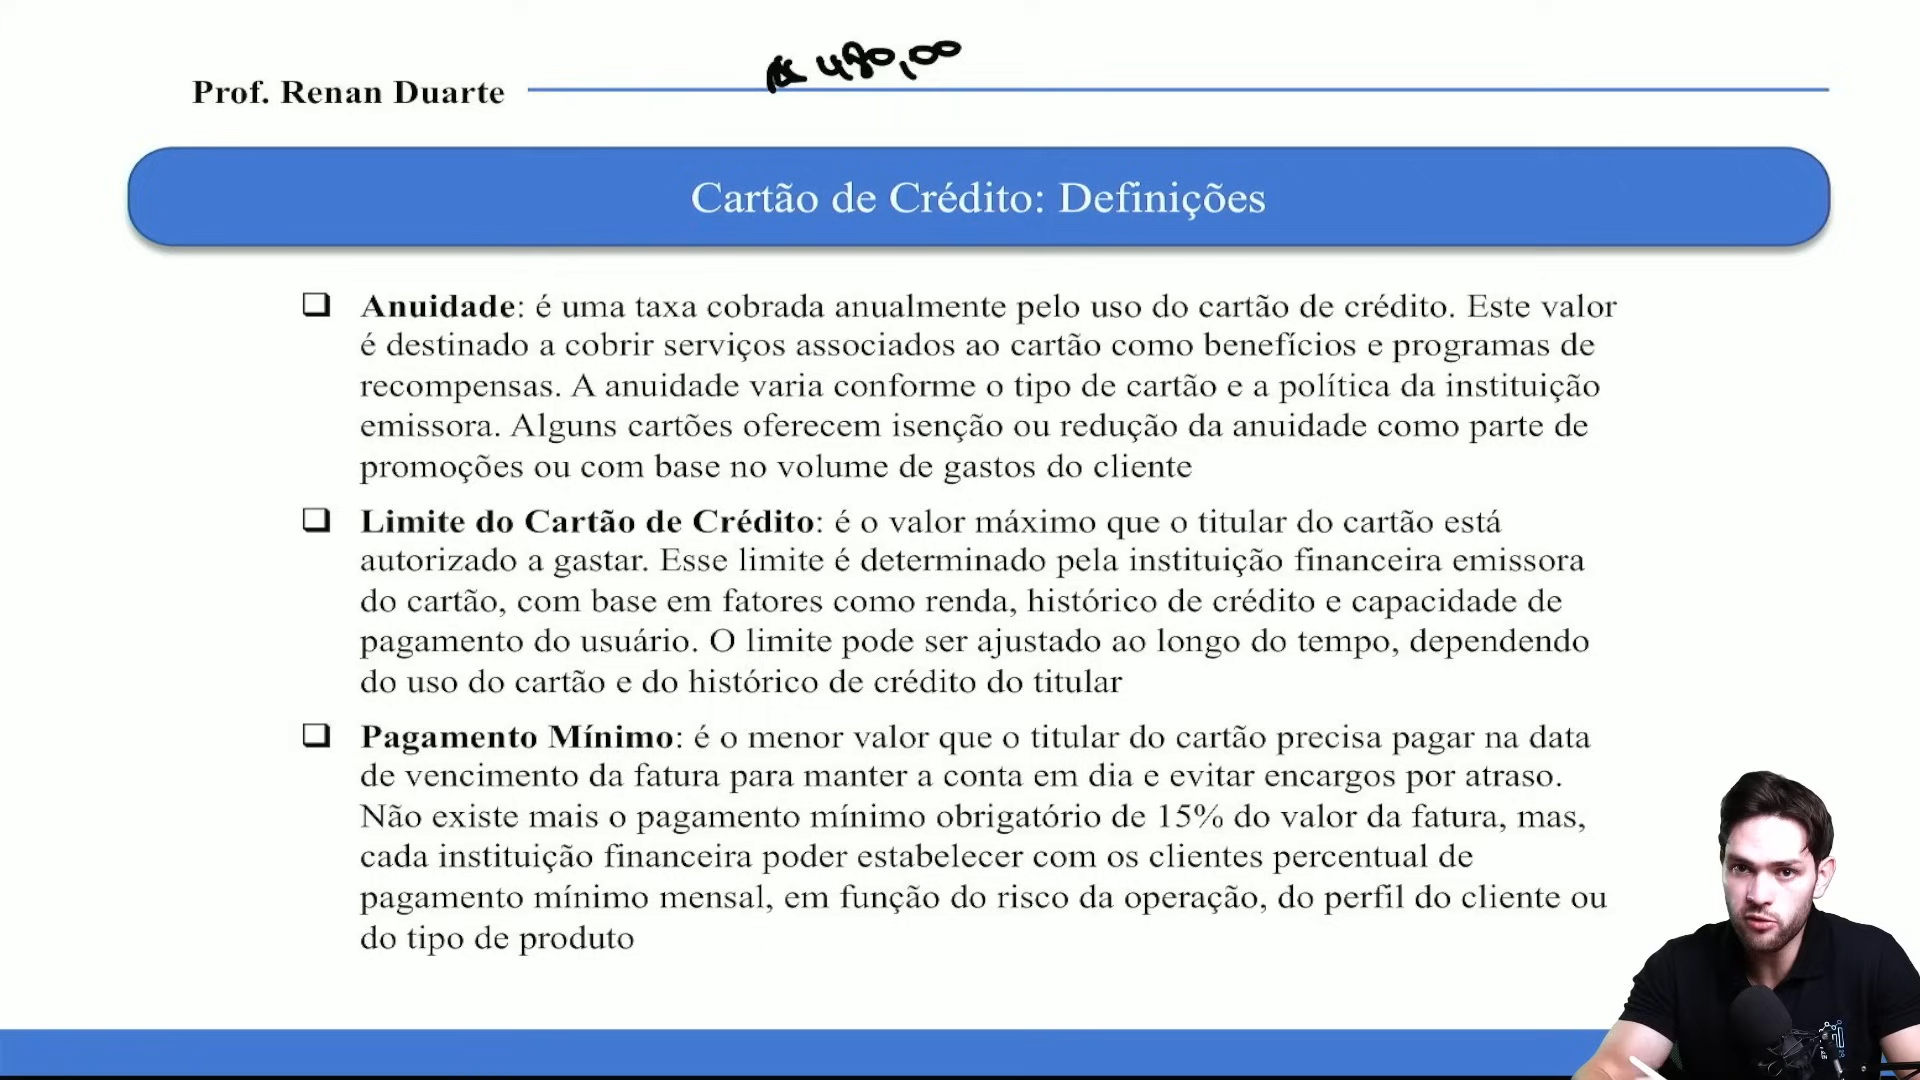 R$ 480,00
Prof. Renan Duarte
Cartão de Crédito: Definições
❑ Anuidade: é uma taxa cobrada anualmente pelo uso do cartão de crédito. Este valor
é destinado a cobrir serviços associados ao cartão como benefícios e programas de
recompensas. A anuidade varia conforme o tipo de cartão e a política da instituição
emissora. Alguns cartões oferecem isenção ou redução da anuidade como parte de
promoções ou com base no volume de gastos do cliente
❑ Limite do Cartão de Crédito: é o valor máximo que o titular do cartão está
autorizado a gastar. Esse limite é determinado pela instituição financeira emissora
do cartão, com base em fatores como renda, histórico de crédito e capacidade de
pagamento do usuário. O limite pode ser ajustado ao longo do tempo, dependendo
do uso do cartão e do histórico de crédito do titular
❑ Pagamento Mínimo: é o menor valor que o titular do cartão precisa pagar na data
de vencimento da fatura para manter a conta em dia e evitar encargos por atraso.
Não existe mais o pagamento mínimo obrigatório de 15% do valor da fatura, mas,
cada instituição financeira poder estabelecer com os clientes percentual de
pagamento mínimo mensal, em função do risco da operação, do perfil do cliente ou
do tipo de produto